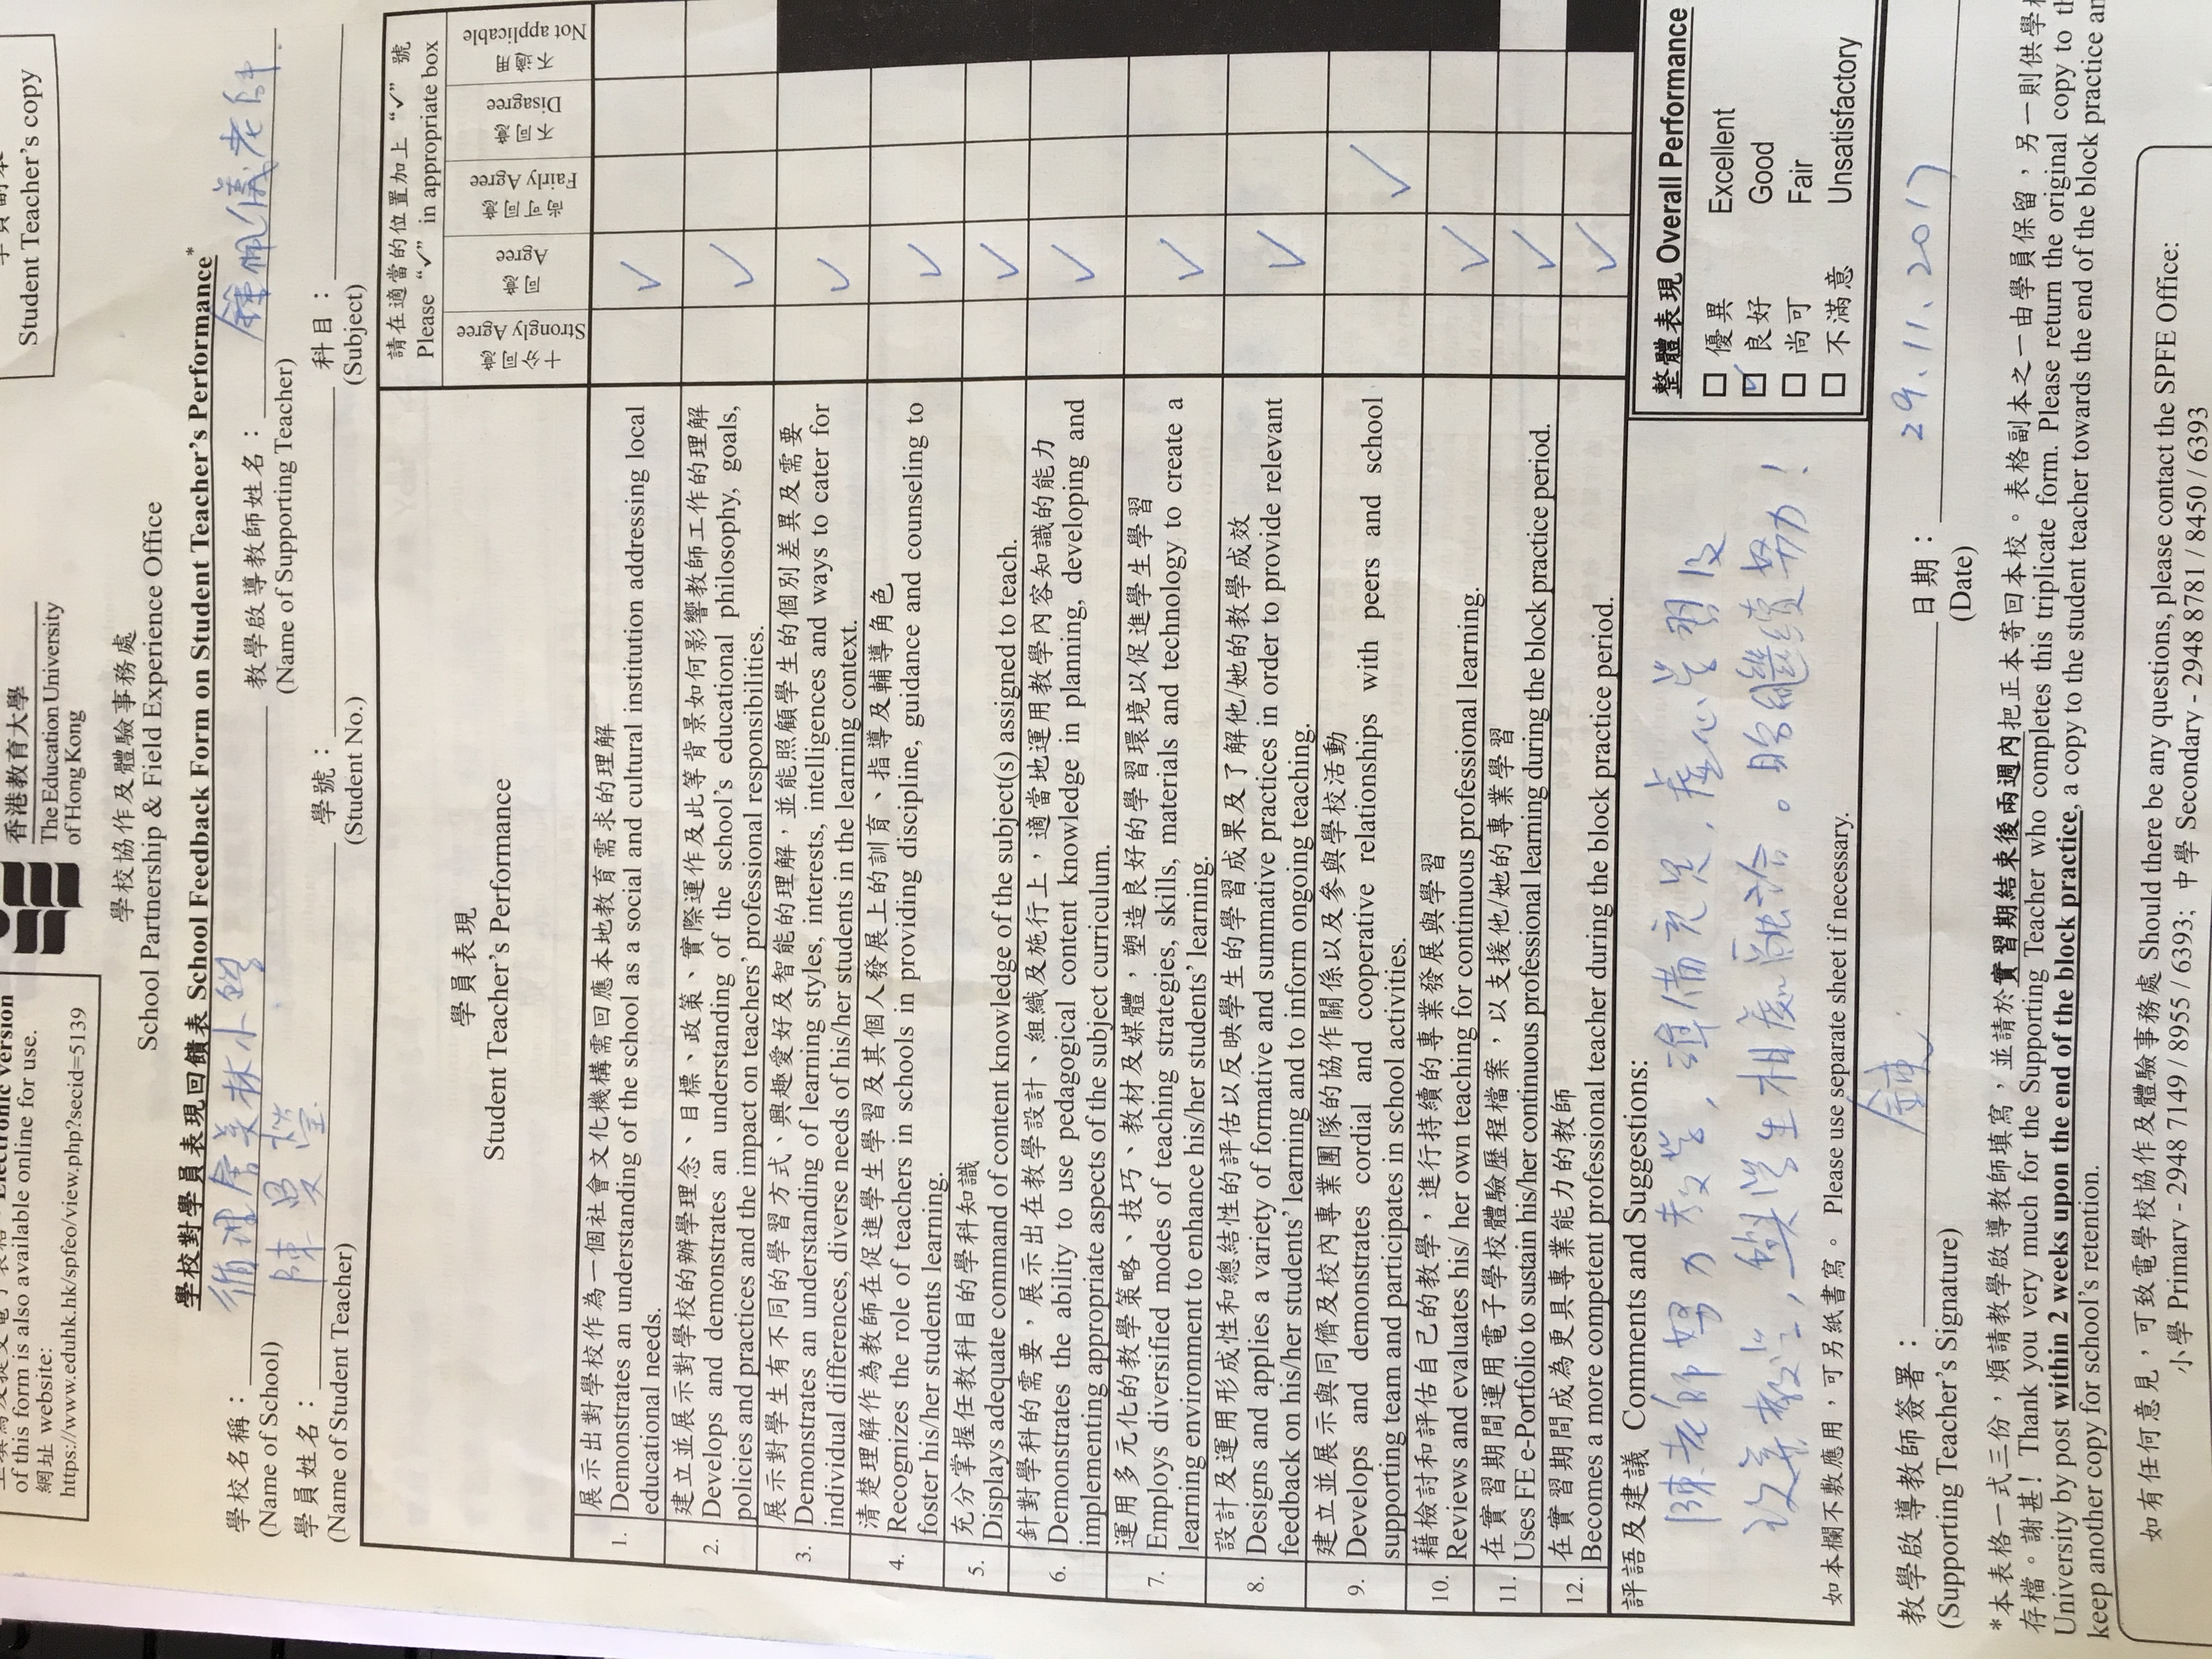 Electronic version
of this form is also available online for use.
網址 website:
https://www.eduhk.hk/spfeo/view.php?secid=5139
香港教育大學
The Education University
of Hong Kong
Student Teacher's copy
學校協作及體驗事務處
School Partnership & Field Experience Office
學校對學員表現回饋表 School Feedback Form on Student Teacher's Performance*
學校名稱：
(Name of School)
教學啟導教師姓名： 鍾佩儀老師
(Name of Supporting Teacher)
學員姓名： 陳曼瑩
(Name of Student Teacher)
學號：
(Student No.)
科目：
(Subject)
學員表現
Student Teacher's Performance
請在適當的位置加上 “✓” 號
Please “✓” in appropriate box
十分同意 Strongly Agree
同意 Agree
尚可同意 Fairly Agree
不同意 Disagree
不適用 Not applicable
1. 展示出對學校作為一個社會文化機構需回應本地教育需求的理解
Demonstrates an understanding of the school as a social and cultural institution addressing local
educational needs.
✓
2. 建立並展示對學校的辦學理念、目標、政策、實際運作及此等背景如何影響教師工作的理解
Develops and demonstrates an understanding of the school's educational philosophy, goals,
policies and practices and the impact on teachers' professional responsibilities.
✓
3. 展示對學生有不同的學習方式、興趣愛好及智能的理解，並能照顧學生的個別差異及需要
Demonstrates an understanding of learning styles, interests, intelligences and ways to cater for
individual differences, diverse needs of his/her students in the learning context.
✓
4. 清楚理解作為教師在促進學生學習及其個人發展上的訓育、指導及輔導角色
Recognizes the role of teachers in schools in providing discipline, guidance and counseling to
foster his/her students learning.
✓
5. 充分掌握任教科目的學科知識
Displays adequate command of content knowledge of the subject(s) assigned to teach.
✓
6. 針對學科的需要，展示出在教學設計、組織及施行上，適當地運用教學內容知識的能力
Demonstrates the ability to use pedagogical content knowledge in planning, developing and
implementing appropriate aspects of the subject curriculum.
✓
7. 運用多元化的教學策略、技巧、教材及媒體，塑造良好的學習環境以促進學生學習
Employs diversified modes of teaching strategies, skills, materials and technology to create a
learning environment to enhance his/her students' learning.
✓
8. 設計及運用形成性和總結性的評估以反映學生的學習成果及了解他/她的教學成效
Designs and applies a variety of formative and summative practices in order to provide relevant
feedback on his/her students' learning and to inform ongoing teaching.
✓
9. 建立並展示與同儕及校內專業團隊的協作關係以及參與學校活動
Develops and demonstrates cordial and cooperative relationships with peers and school
supporting team and participates in school activities.
✓
10. 藉檢討和評估自己的教學，進行持續的專業發展與學習
Reviews and evaluates his/ her own teaching for continuous professional learning.
✓
11. 在實習期間運用電子學校體驗歷程檔案，以支援他/她的專業學習
Uses FE e-Portfolio to sustain his/her continuous professional learning during the block practice period.
✓
12. 在實習期間成為更具專業能力的教師
Becomes a more competent professional teacher during the block practice period.
✓
評語及建議 Comments and Suggestions:
陳老師努力教學，準備充足，虛心學習及
改善教學，與學生相處融洽。盼繼續努力！
如本欄不敷應用，可另紙書寫。 Please use separate sheet if necessary.
整體表現 Overall Performance
☐ 優異 Excellent
☑ 良好 Good
☐ 尚可 Fair
☐ 不滿意 Unsatisfactory
教學啟導教師簽署：
(Supporting Teacher's Signature)
日期： 29.11.2017
(Date)
*本表格一式三份，煩請教學啟導教師填寫，並請於實習期結束後兩週內把正本寄回本校。表格副本之一由學員保留，另一則供學校
存檔。謝甚！Thank you very much for the Supporting Teacher who completes this triplicate form. Please return the original copy to
University by post within 2 weeks upon the end of the block practice, a copy to the student teacher towards the end of the block practice
keep another copy for school's retention.
如有任何意見，可致電學校協作及體驗事務處 Should there be any questions, please contact the SPFE Office:
小學 Primary - 2948 7149 / 8955 / 6393; 中學 Secondary - 2948 8781 / 8450 / 6393